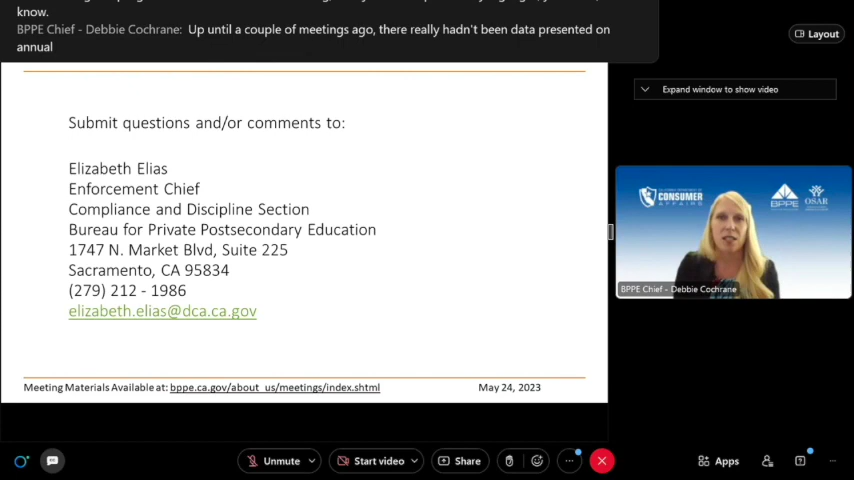 know.
BPPE Chief - Debbie Cochrane: Up until a couple of meetings ago, there really hadn't been data presented on
annual
Layout
Expand window to show video
Submit questions and/or comments to:
Elizabeth Elias
Enforcement Chief
Compliance and Discipline Section
Bureau for Private Postsecondary Education
1747 N. Market Blvd, Suite 225
Sacramento, CA 95834
(279) 212 - 1986
elizabeth.elias@dca.ca.gov
CONSUMER
AFFAIRS
BPPE
OSAR
BPPE Chief - Debbie Cochrane
Meeting Materials Available at: bppe.ca.gov/about_us/meetings/index.shtml May 24, 2023
Unmute
Start video
Share
Apps